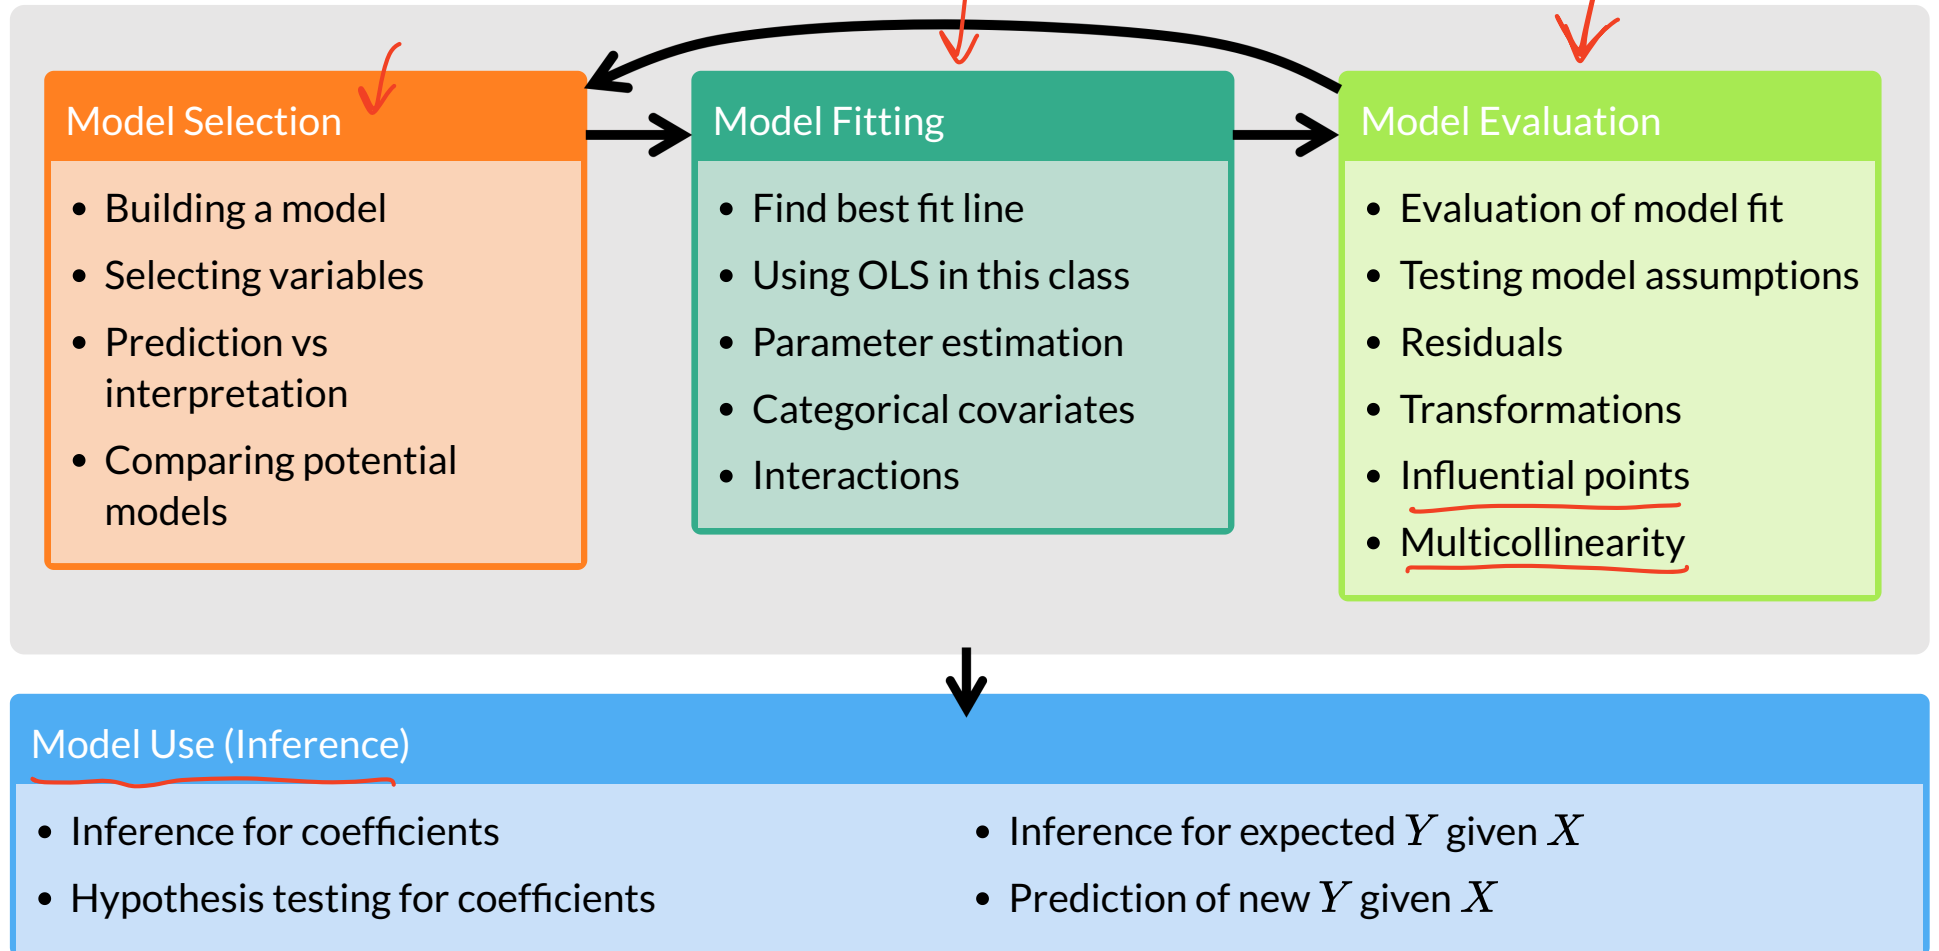 Model Selection
• Building a model
• Selecting variables
• Prediction vs
interpretation
• Comparing potential
models
Model Fitting
• Find best fit line
• Using OLS in this class
• Parameter estimation
• Categorical covariates
• Interactions
Model Evaluation
• Evaluation of model fit
• Testing model assumptions
• Residuals
• Transformations
• Influential points
• Multicollinearity
Model Use (Inference)
• Inference for coefficients
• Hypothesis testing for coefficients
• Inference for expected Y given X
• Prediction of new Y given X